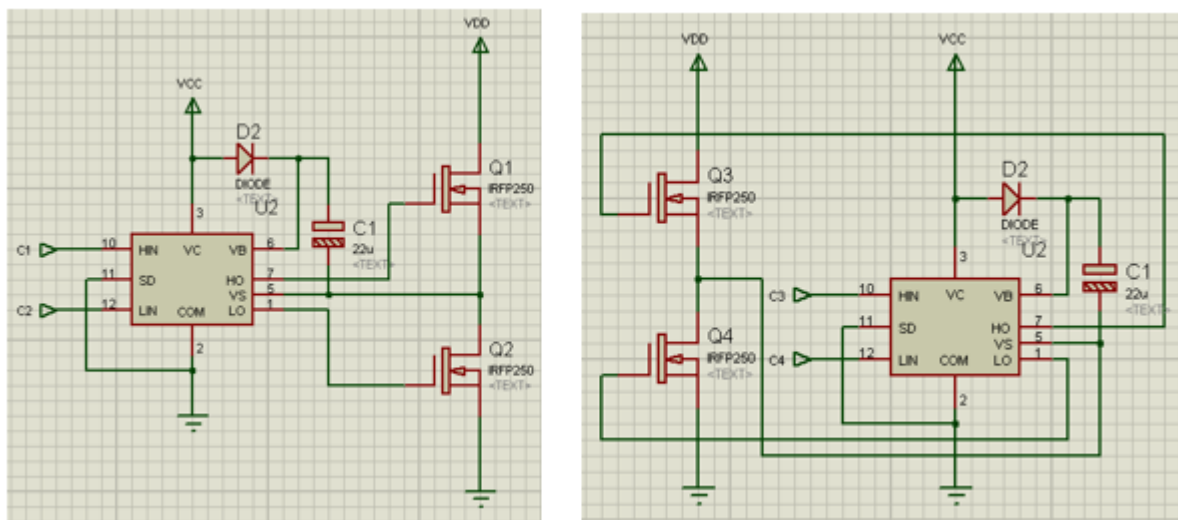 VDD
VCC
D2
DIODE
<TEXT>
U2
Q1
IRFP250
<TEXT>
C1
22u
<TEXT>
3
C1 10 HIN VC VB 6
11 SD HO 7
VS 5
C2 12 LIN COM LO 1
2
Q2
IRFP250
<TEXT>
VDD
VCC
Q3
IRFP250
<TEXT>
D2
DIODE
<TEXT>
U2
3
C1
22u
<TEXT>
C3 10 HIN VC VB 6
11 SD HO 7
VS 5
C4 12 LIN COM LO 1
2
Q4
IRFP250
<TEXT>